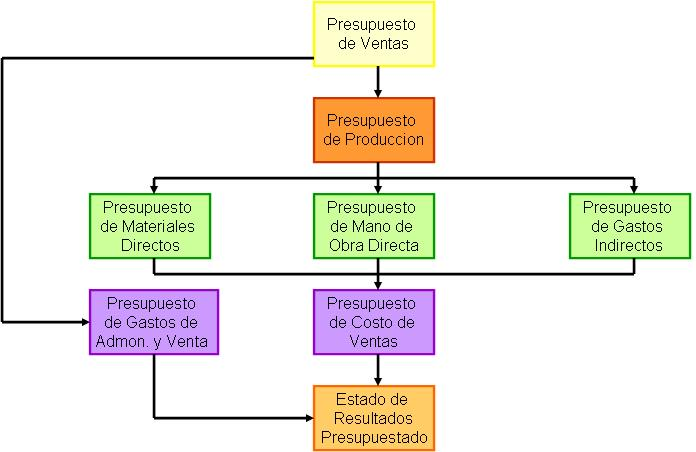 Presupuesto
de Ventas
Presupuesto
de Produccion
Presupuesto
de Materiales
Directos
Presupuesto
de Mano de
Obra Directa
Presupuesto
de Gastos
Indirectos
Presupuesto
de Gastos de
Admon. y Venta
Presupuesto
de Costo de
Ventas
Estado de
Resultados
Presupuestado